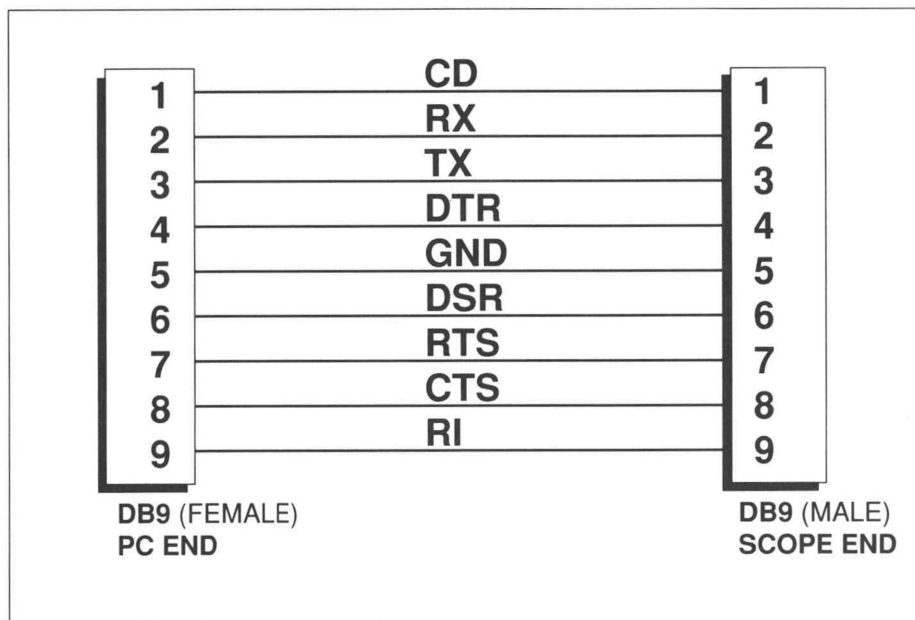 CD
1 1
RX
2 2
TX
3 3
DTR
4 4
GND
5 5
DSR
6 6
RTS
7 7
CTS
8 8
RI
9 9
DB9 (FEMALE) DB9 (MALE)
PC END SCOPE END